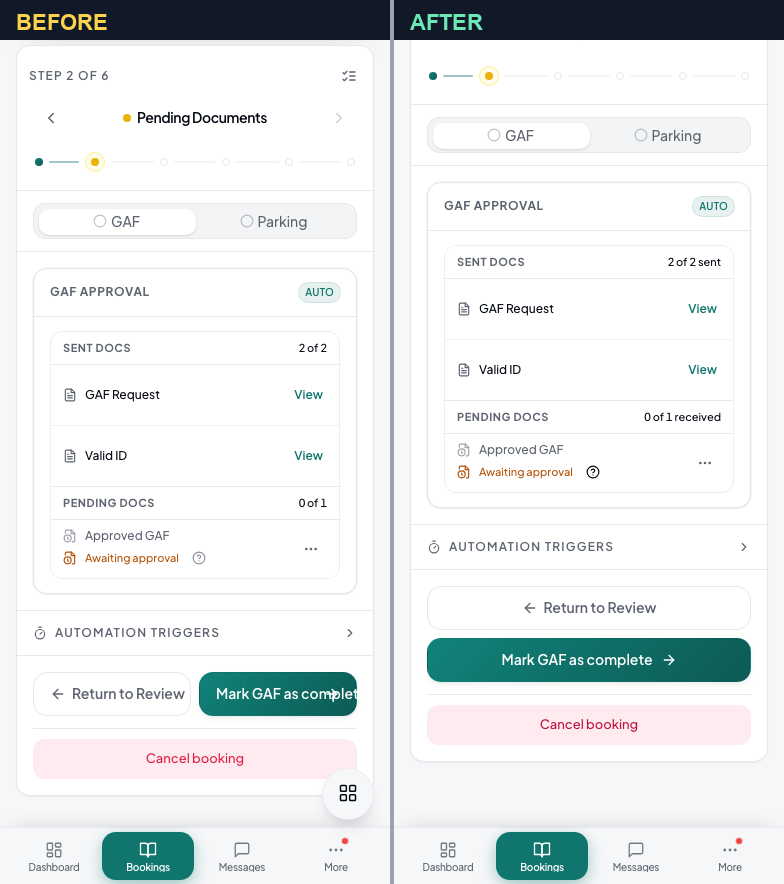 BEFORE
STEP 2 OF 6
Pending Documents
GAF Parking
GAF APPROVAL AUTO
SENT DOCS 2 of 2
GAF Request View
Valid ID View
PENDING DOCS 0 of 1
Approved GAF
Awaiting approval
AUTOMATION TRIGGERS
Return to Review Mark GAF as complet
Cancel booking
Dashboard Bookings Messages More
AFTER
GAF Parking
GAF APPROVAL AUTO
SENT DOCS 2 of 2 sent
GAF Request View
Valid ID View
PENDING DOCS 0 of 1 received
Approved GAF
Awaiting approval
AUTOMATION TRIGGERS
Return to Review
Mark GAF as complete
Cancel booking
Dashboard Bookings Messages More